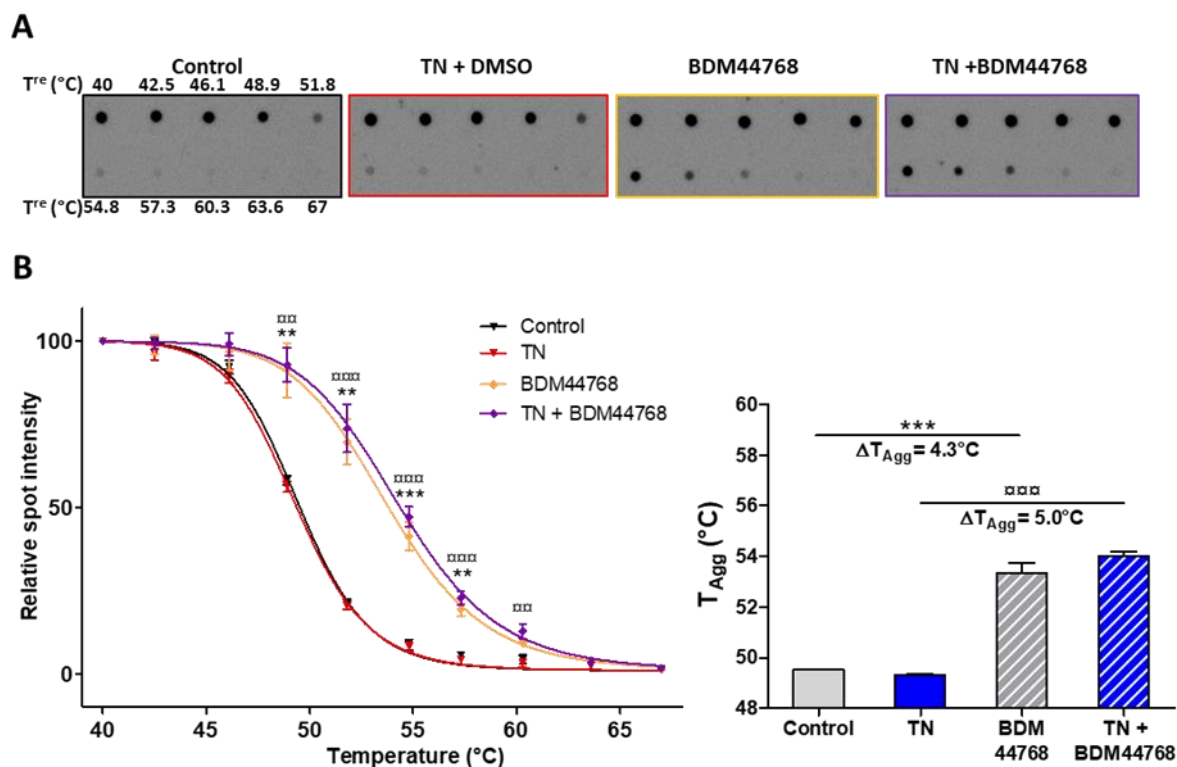 A
Control
TN + DMSO
BDM44768
TN +BDM44768
Tʳᵉ (°C) 40 42.5 46.1 48.9 51.8
Tʳᵉ (°C) 54.8 57.3 60.3 63.6 67
B
Relative spot intensity
100
50
0
40 45 50 55 60 65
Temperature (°C)
¤¤
**
¤¤¤
**
¤¤¤
***
¤¤¤
**
¤¤
Control
TN
BDM44768
TN + BDM44768
T_Agg (°C)
60
58
56
54
52
50
48
***
ΔT_Agg = 4.3°C
¤¤¤
ΔT_Agg = 5.0°C
Control
TN
BDM
44768
TN +
BDM44768